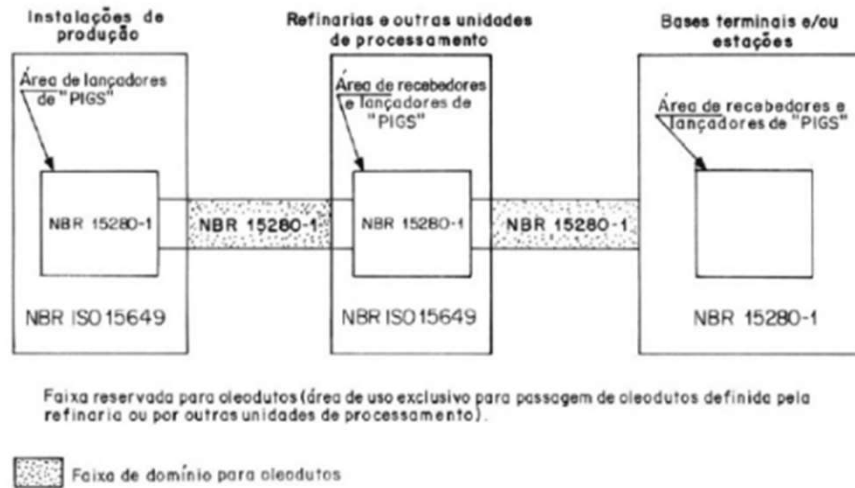 Instalações de
produção
Refinarias e outras unidades
de processamento
Bases terminais e/ou
estações
Área de lançadores
de "PIGS"
Área de recebedores
e lançadores de
"PIGS"
Área de recebedores e
lançadores de "PIGS"
NBR 15280-1
NBR 15280-1
NBR 15280-1
NBR 15280-1
NBR ISO 15649
NBR ISO 15649
NBR 15280-1
Faixa reservada para oleodutos (área de uso exclusivo para passagem de oleodutos definida pela
refinaria ou por outras unidades de processamento).
Faixa de domínio para oleodutos